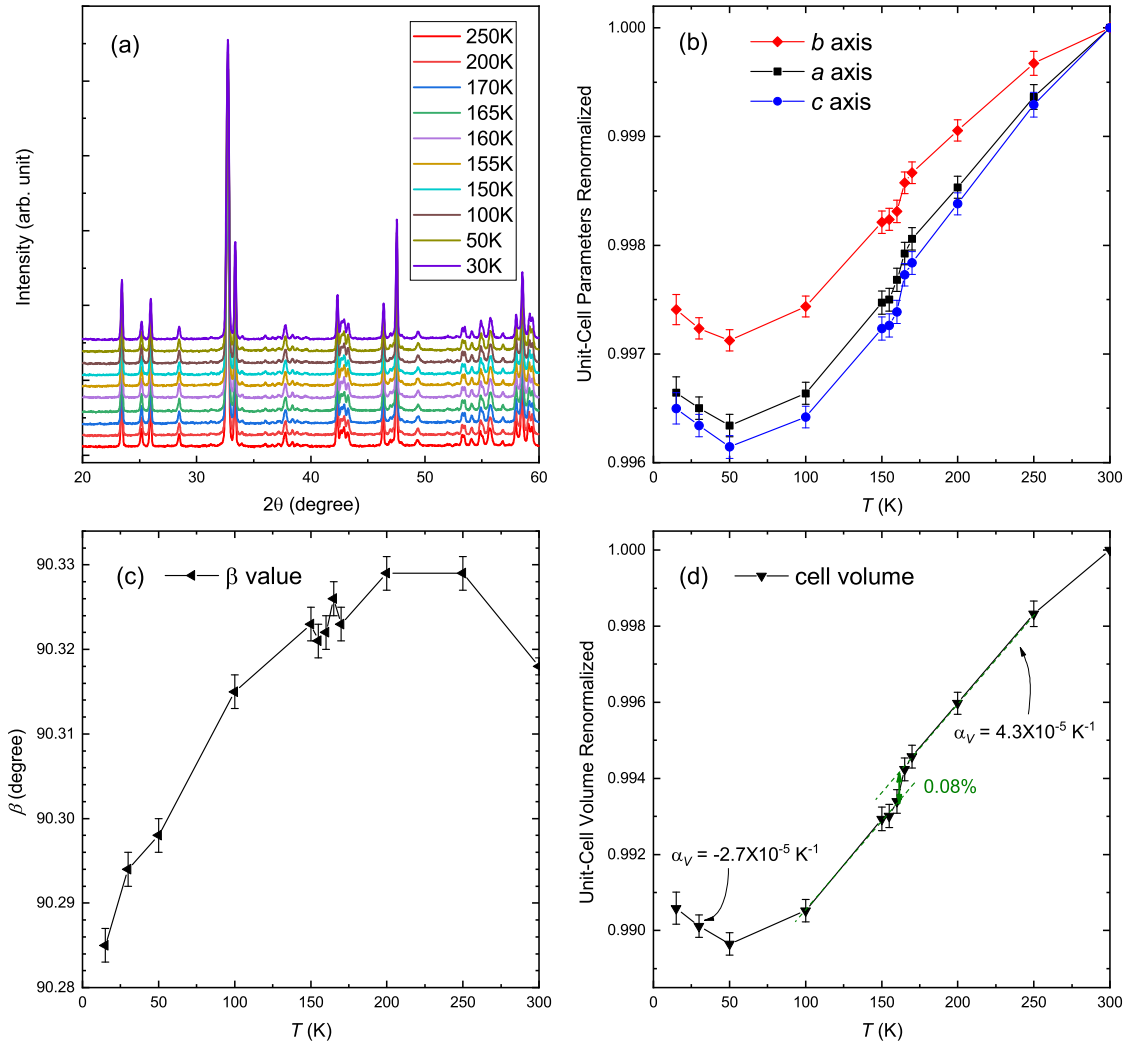 (a)
250K
200K
170K
165K
160K
155K
150K
100K
50K
30K
Intensity (arb. unit)
20 30 40 50 60
2θ (degree)
(b)
b axis
a axis
c axis
Unit-Cell Parameters Renormalized
1.000
0.999
0.998
0.997
0.996
0 50 100 150 200 250 300
T (K)
(c)
β value
β (degree)
90.33
90.32
90.31
90.30
90.29
90.28
0 50 100 150 200 250 300
T (K)
(d)
cell volume
Unit-Cell Volume Renormalized
1.000
0.998
0.996
0.994
0.992
0.990
αV = 4.3X10-5 K-1
0.08%
αV = -2.7X10-5 K-1
0 50 100 150 200 250 300
T (K)